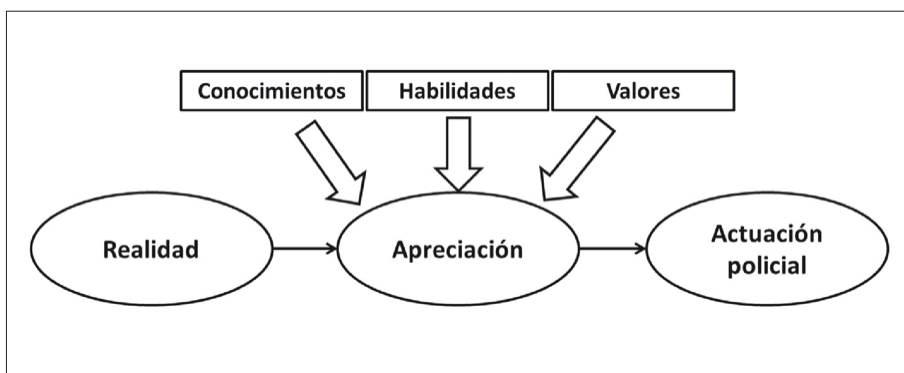 Conocimientos
Habilidades
Valores
Realidad
Apreciación
Actuación
policial